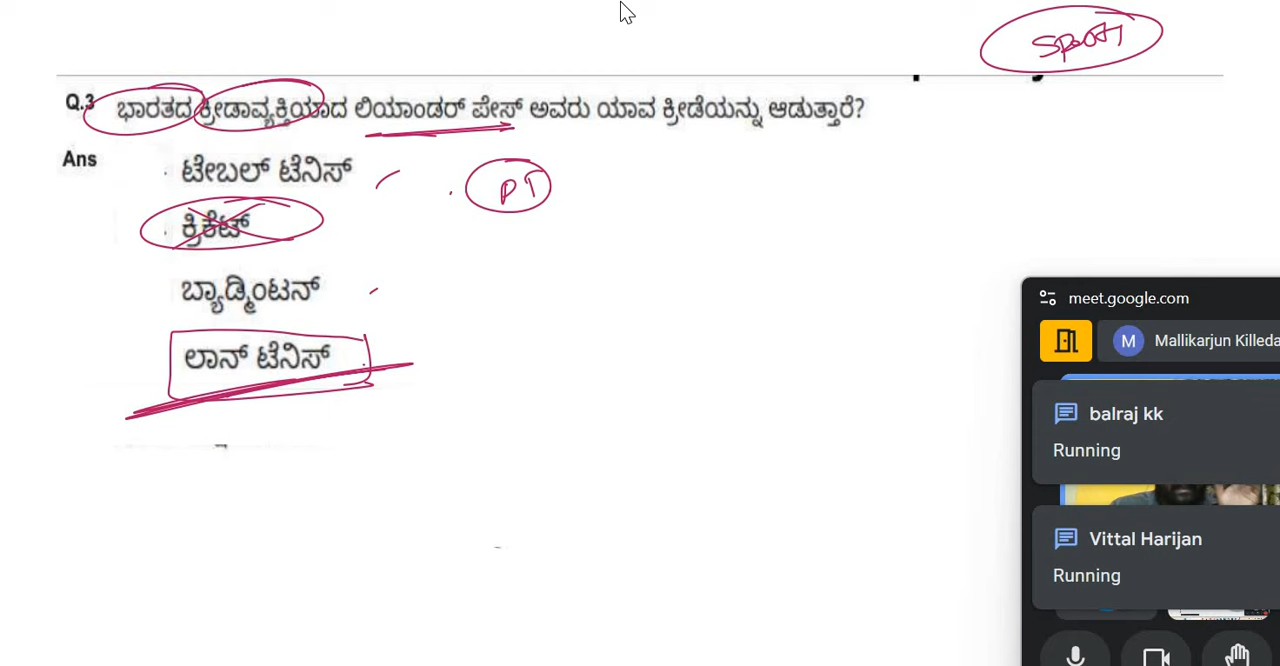 Sport
Q.3 ಭಾರತದ ಕ್ರೀಡಾವ್ಯಕ್ತಿಯಾದ ಲಿಯಾಂಡರ್ ಪೇಸ್ ಅವರು ಯಾವ ಕ್ರೀಡೆಯನ್ನು ಆಡುತ್ತಾರೆ?
Ans
ಟೇಬಲ್ ಟೆನಿಸ್
PT
ಕ್ರಿಕೆಟ್
ಬ್ಯಾಡ್ಮಿಂಟನ್
ಲಾನ್ ಟೆನಿಸ್
meet.google.com
M Mallikarjun Killeda
balraj kk
Running
Vittal Harijan
Running